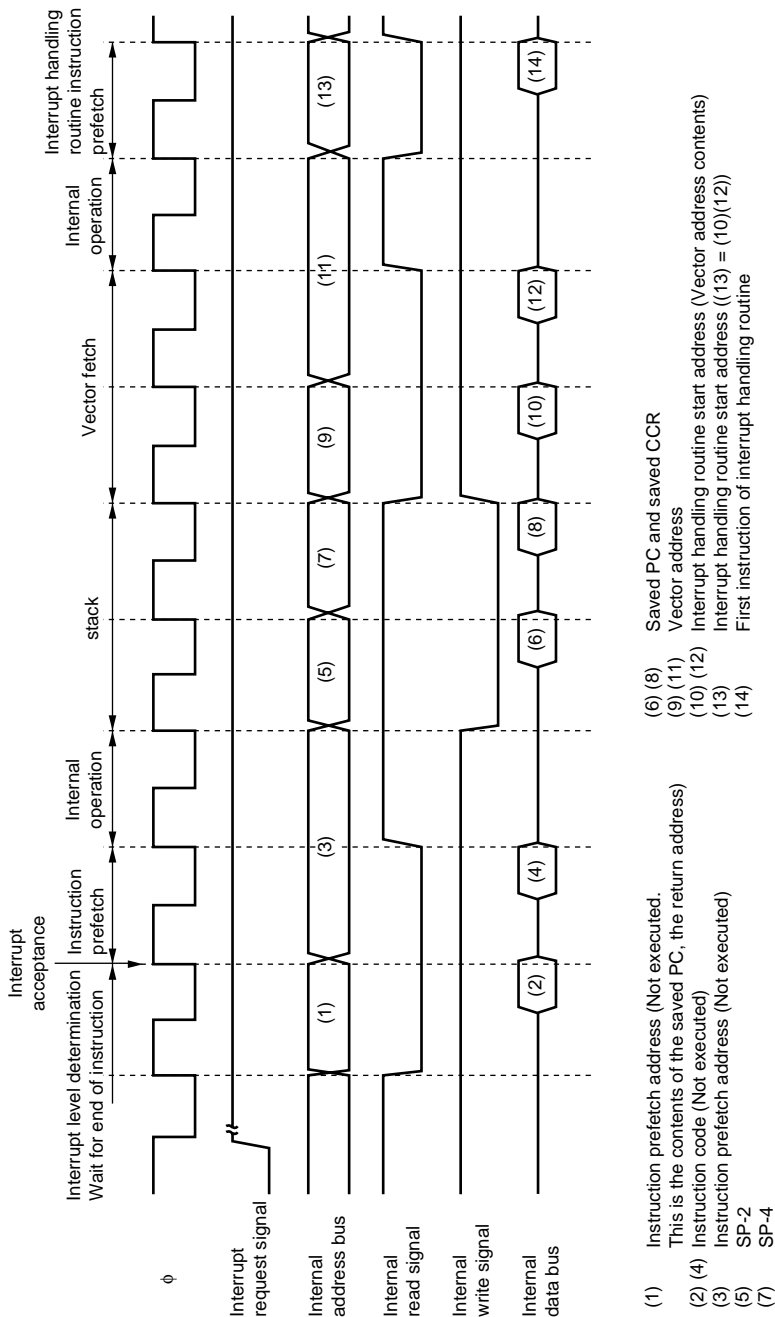 Interrupt
acceptance
Interrupt level determination
Wait for end of instruction
Instruction
prefetch
Internal
operation
stack
Vector fetch
Internal
operation
Interrupt handling
routine instruction
prefetch
φ
Interrupt
request signal
Internal
address bus
(1)
(3)
(5)
(7)
(9)
(11)
(13)
Internal
read signal
Internal
write signal
Internal
data bus
(2)
(4)
(6)
(8)
(10)
(12)
(14)
(1) Instruction prefetch address (Not executed.
This is the contents of the saved PC, the return address)
(2) (4) Instruction code (Not executed)
(3) Instruction prefetch address (Not executed)
(5) SP-2
(7) SP-4
(6) (8) Saved PC and saved CCR
(9) (11) Vector address
(10) (12) Interrupt handling routine start address (Vector address contents)
(13) Interrupt handling routine start address ((13) = (10)(12))
(14) First instruction of interrupt handling routine